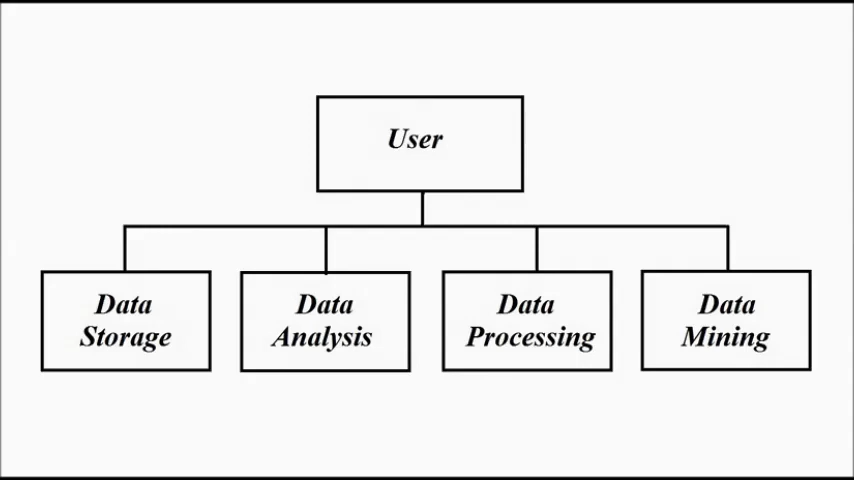 User
Data
Storage
Data
Analysis
Data
Processing
Data
Mining